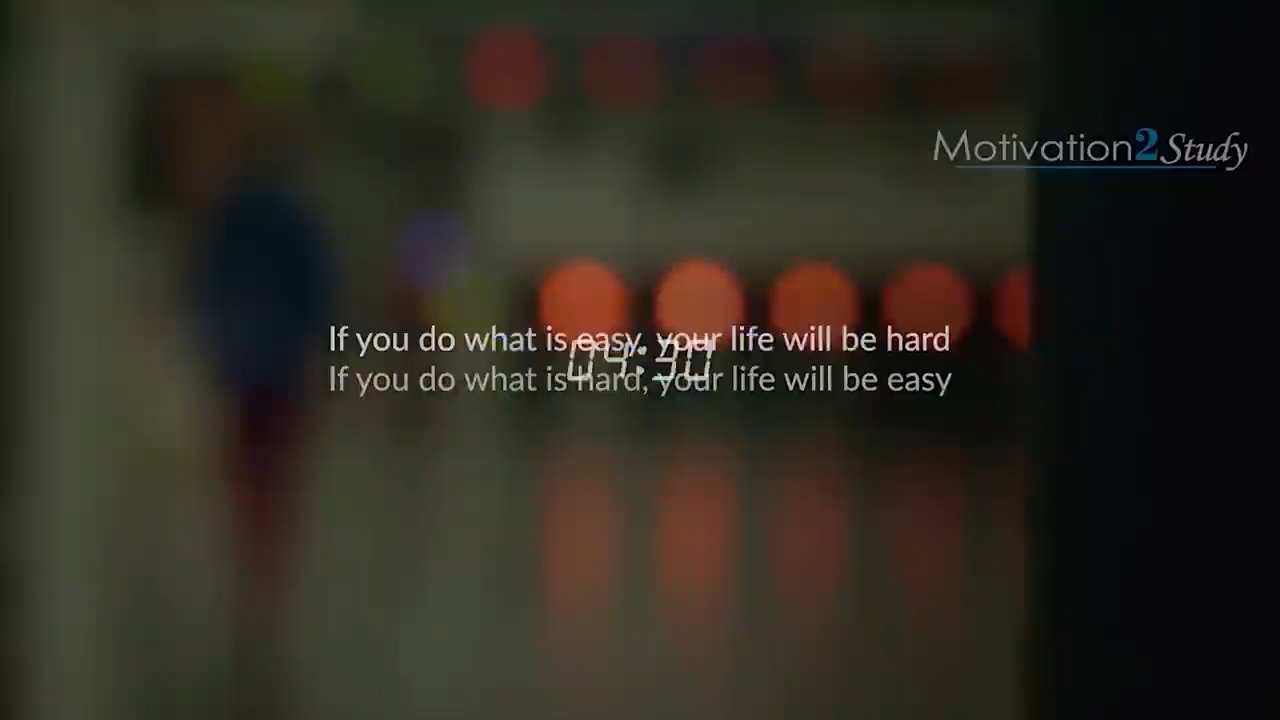 Motivation2Study
If you do what is easy, your life will be hard
04:30
If you do what is hard, your life will be easy